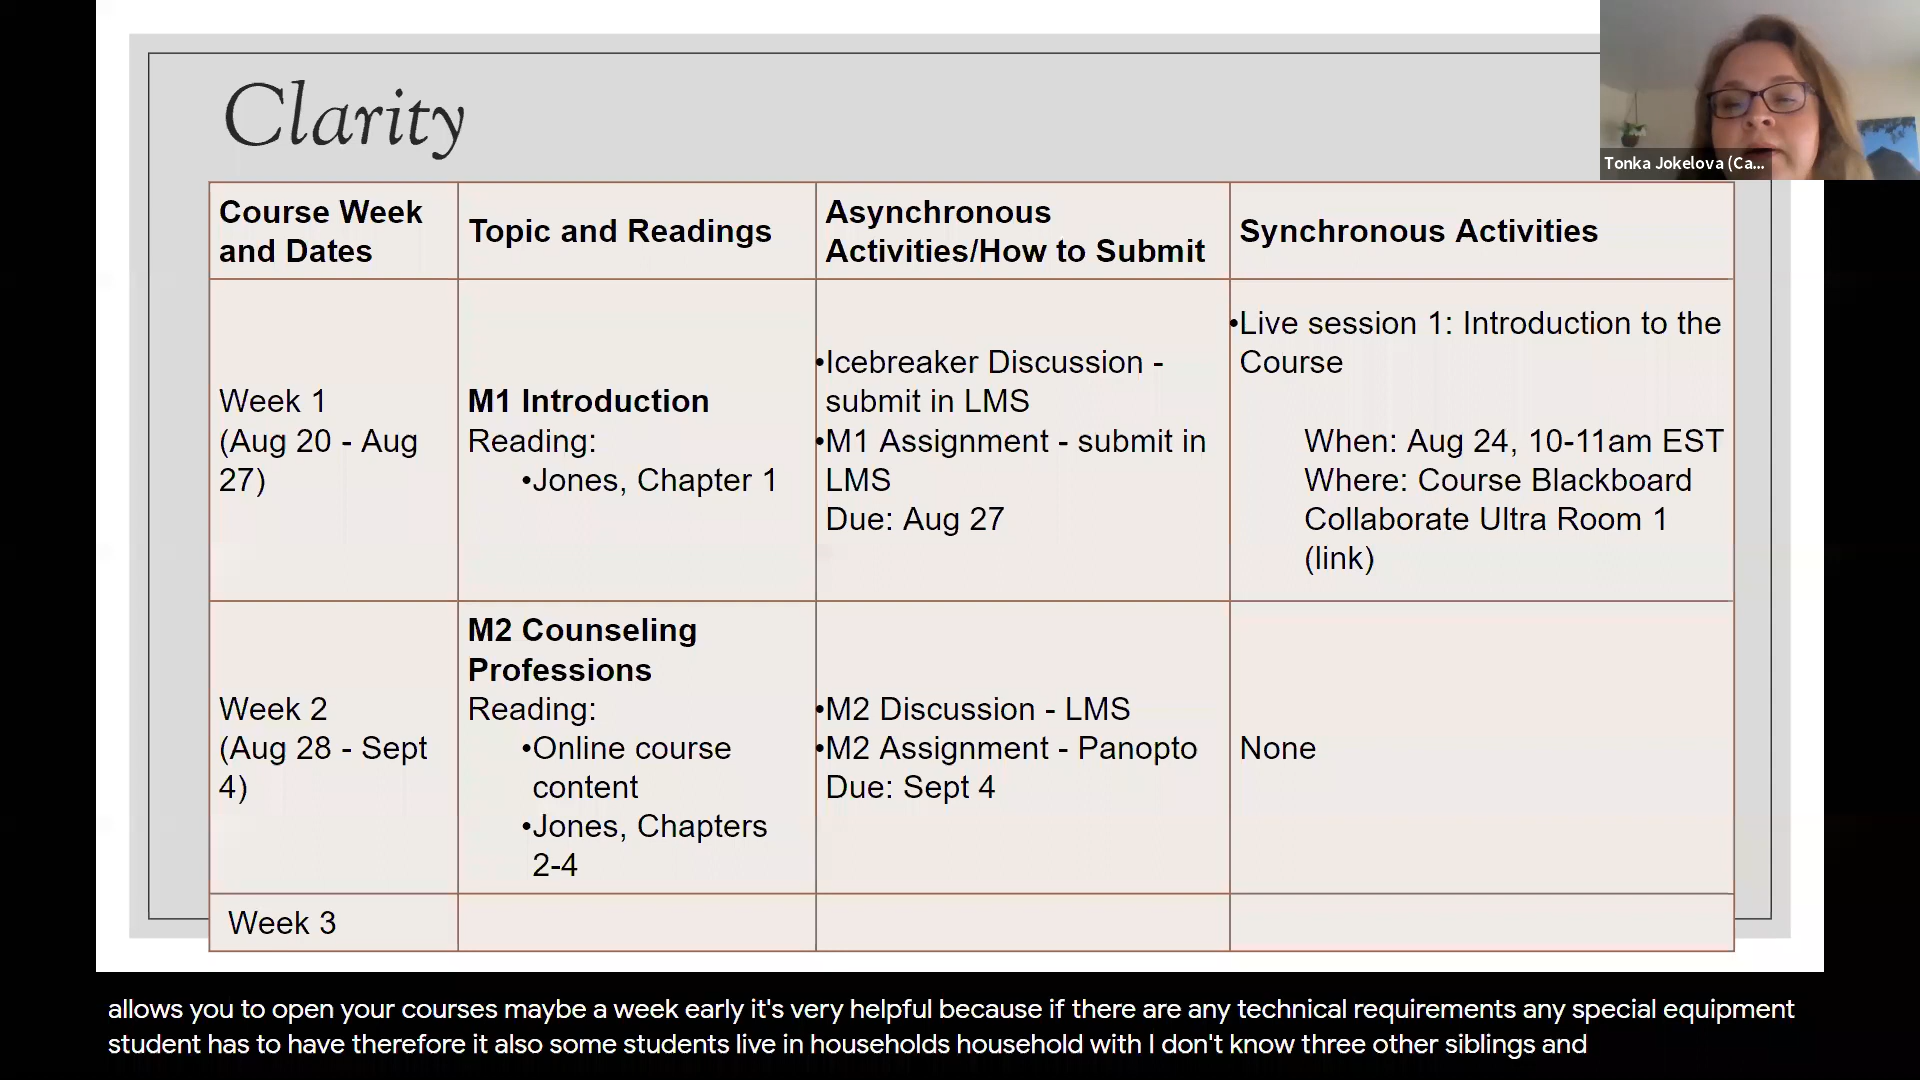 Clarity
Tonka Jokelova (Ca...
Course Week
and Dates
Topic and Readings
Asynchronous
Activities/How to Submit
Synchronous Activities
Week 1
(Aug 20 - Aug
27)
M1 Introduction
Reading:
•Jones, Chapter 1
•Icebreaker Discussion -
submit in LMS
•M1 Assignment - submit in
LMS
Due: Aug 27
•Live session 1: Introduction to the
Course
When: Aug 24, 10-11am EST
Where: Course Blackboard
Collaborate Ultra Room 1
(link)
Week 2
(Aug 28 - Sept
4)
M2 Counseling
Professions
Reading:
•Online course
content
•Jones, Chapters
2-4
•M2 Discussion - LMS
•M2 Assignment - Panopto
Due: Sept 4
None
Week 3
allows you to open your courses maybe a week early it's very helpful because if there are any technical requirements any special equipment
student has to have therefore it also some students live in households household with I don't know three other siblings and